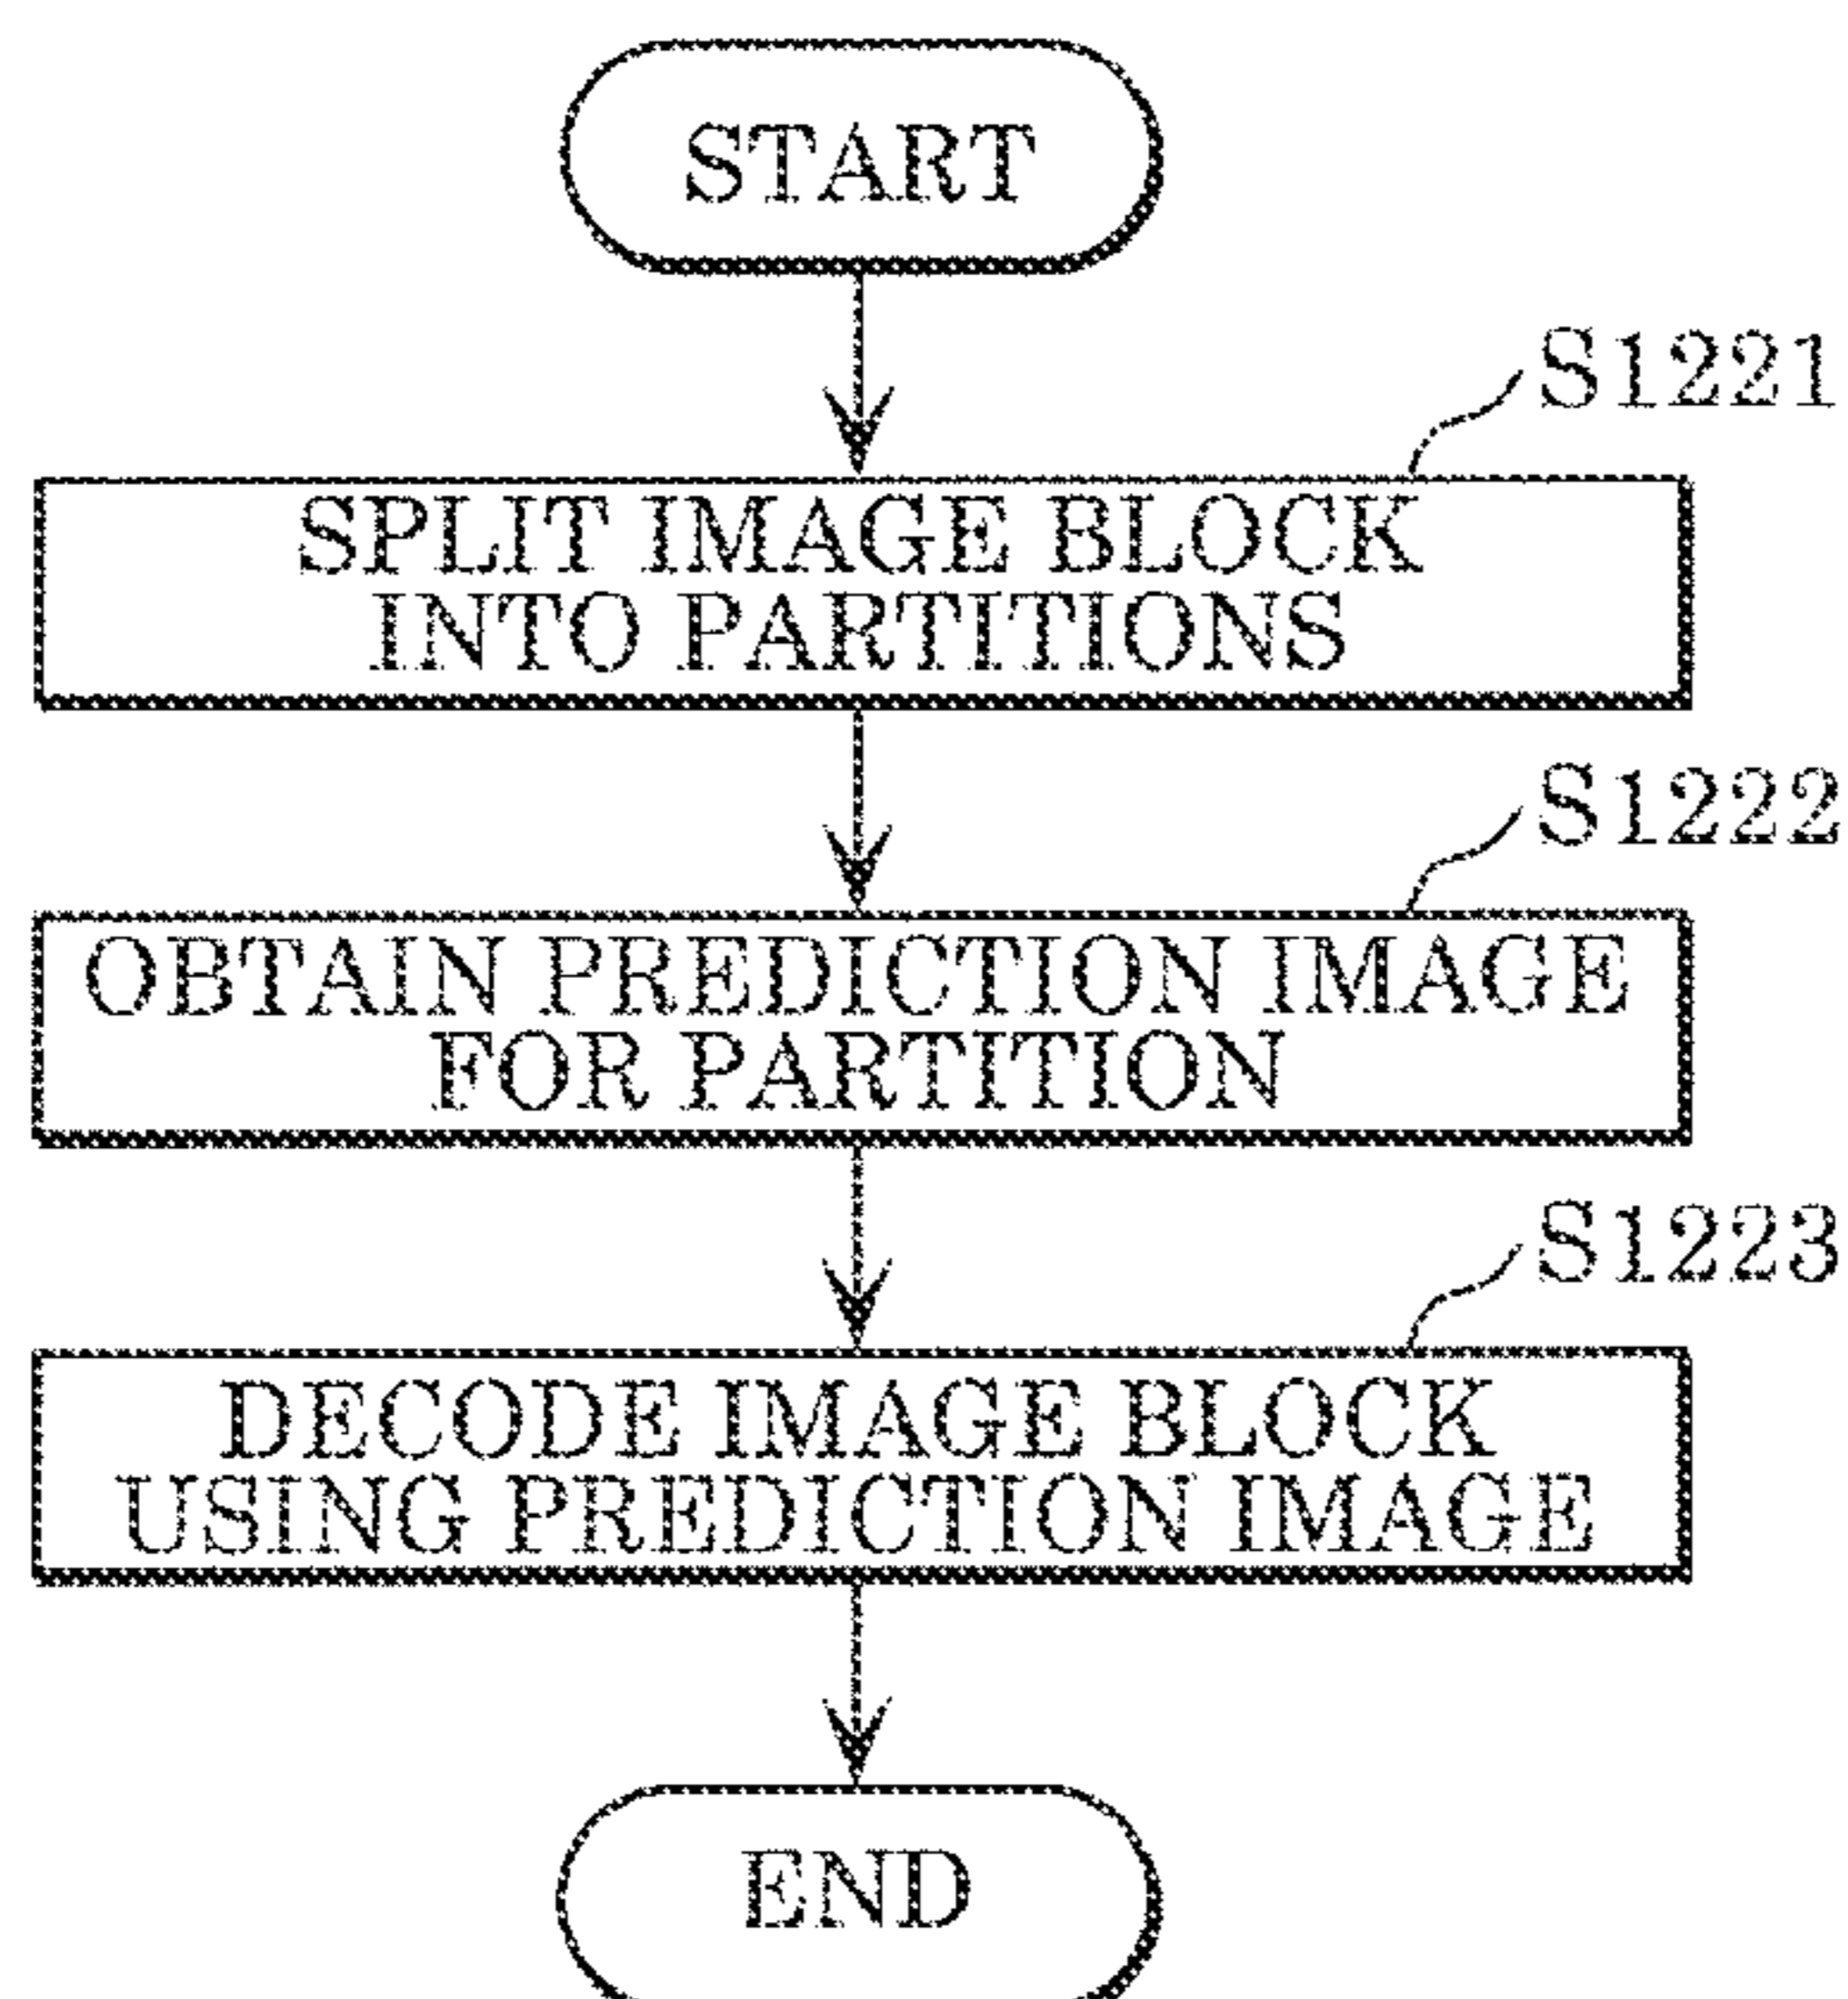 START
S1221
SPLIT IMAGE BLOCK
INTO PARTITIONS
S1222
OBTAIN PREDICTION IMAGE
FOR PARTITION
S1223
DECODE IMAGE BLOCK
USING PREDICTION IMAGE
END